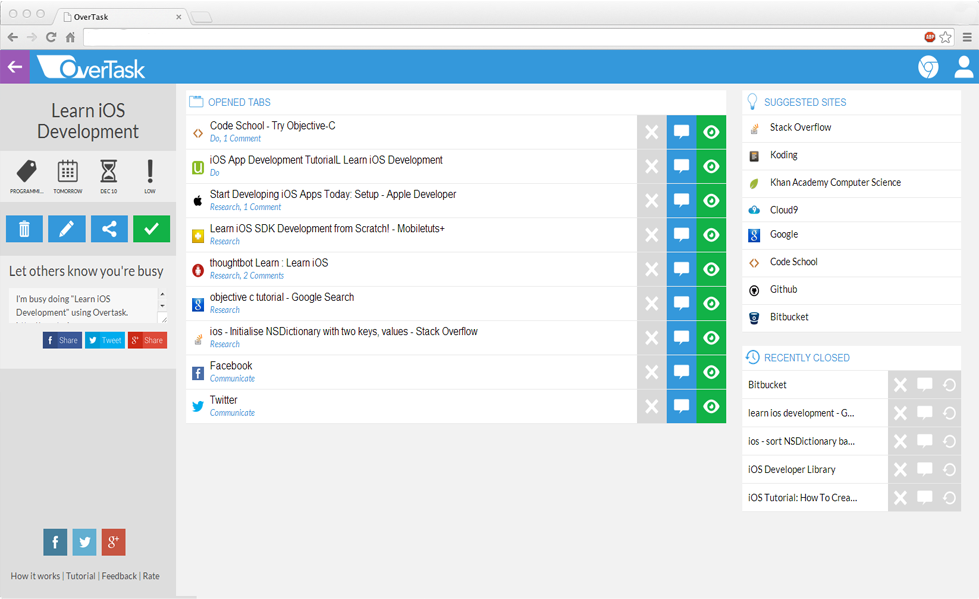 OverTask
ABP
OverTask
Learn iOS
Development
PROGRAMMI...
TOMORROW
DEC 10
LOW
Let others know you're busy
I'm busy doing "Learn iOS
Development" using Overtask.
Share
Tweet
Share
How it works | Tutorial | Feedback | Rate
OPENED TABS
Code School - Try Objective-C
Do, 1 Comment
iOS App Development TutorialL Learn iOS Development
Do
Start Developing iOS Apps Today: Setup - Apple Developer
Research, 1 Comment
Learn iOS SDK Development from Scratch! - Mobiletuts+
Research
thoughtbot Learn : Learn iOS
Research, 2 Comments
objective c tutorial - Google Search
Research
ios - Initialise NSDictionary with two keys, values - Stack Overflow
Research
Facebook
Communicate
Twitter
Communicate
SUGGESTED SITES
Stack Overflow
Koding
Khan Academy Computer Science
Cloud9
Google
Code School
Github
Bitbucket
RECENTLY CLOSED
Bitbucket
learn ios development - G...
ios - sort NSDictionary ba...
iOS Developer Library
iOS Tutorial: How To Crea...